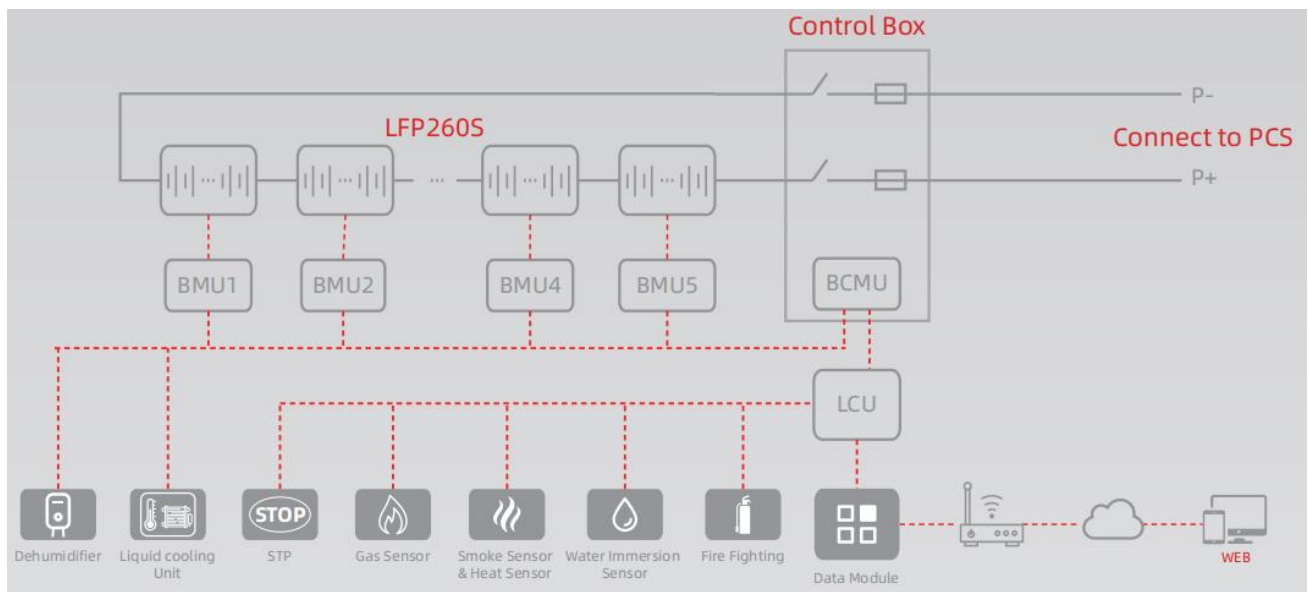 Control Box
P-
LFP260S
Connect to PCS
P+
BMU1
BMU2
BMU4
BMU5
BCMU
LCU
STOP
Dehumidifier
Liquid cooling
Unit
STP
Gas Sensor
Smoke Sensor
& Heat Sensor
Water Immersion
Sensor
Fire Fighting
Data Module
WEB